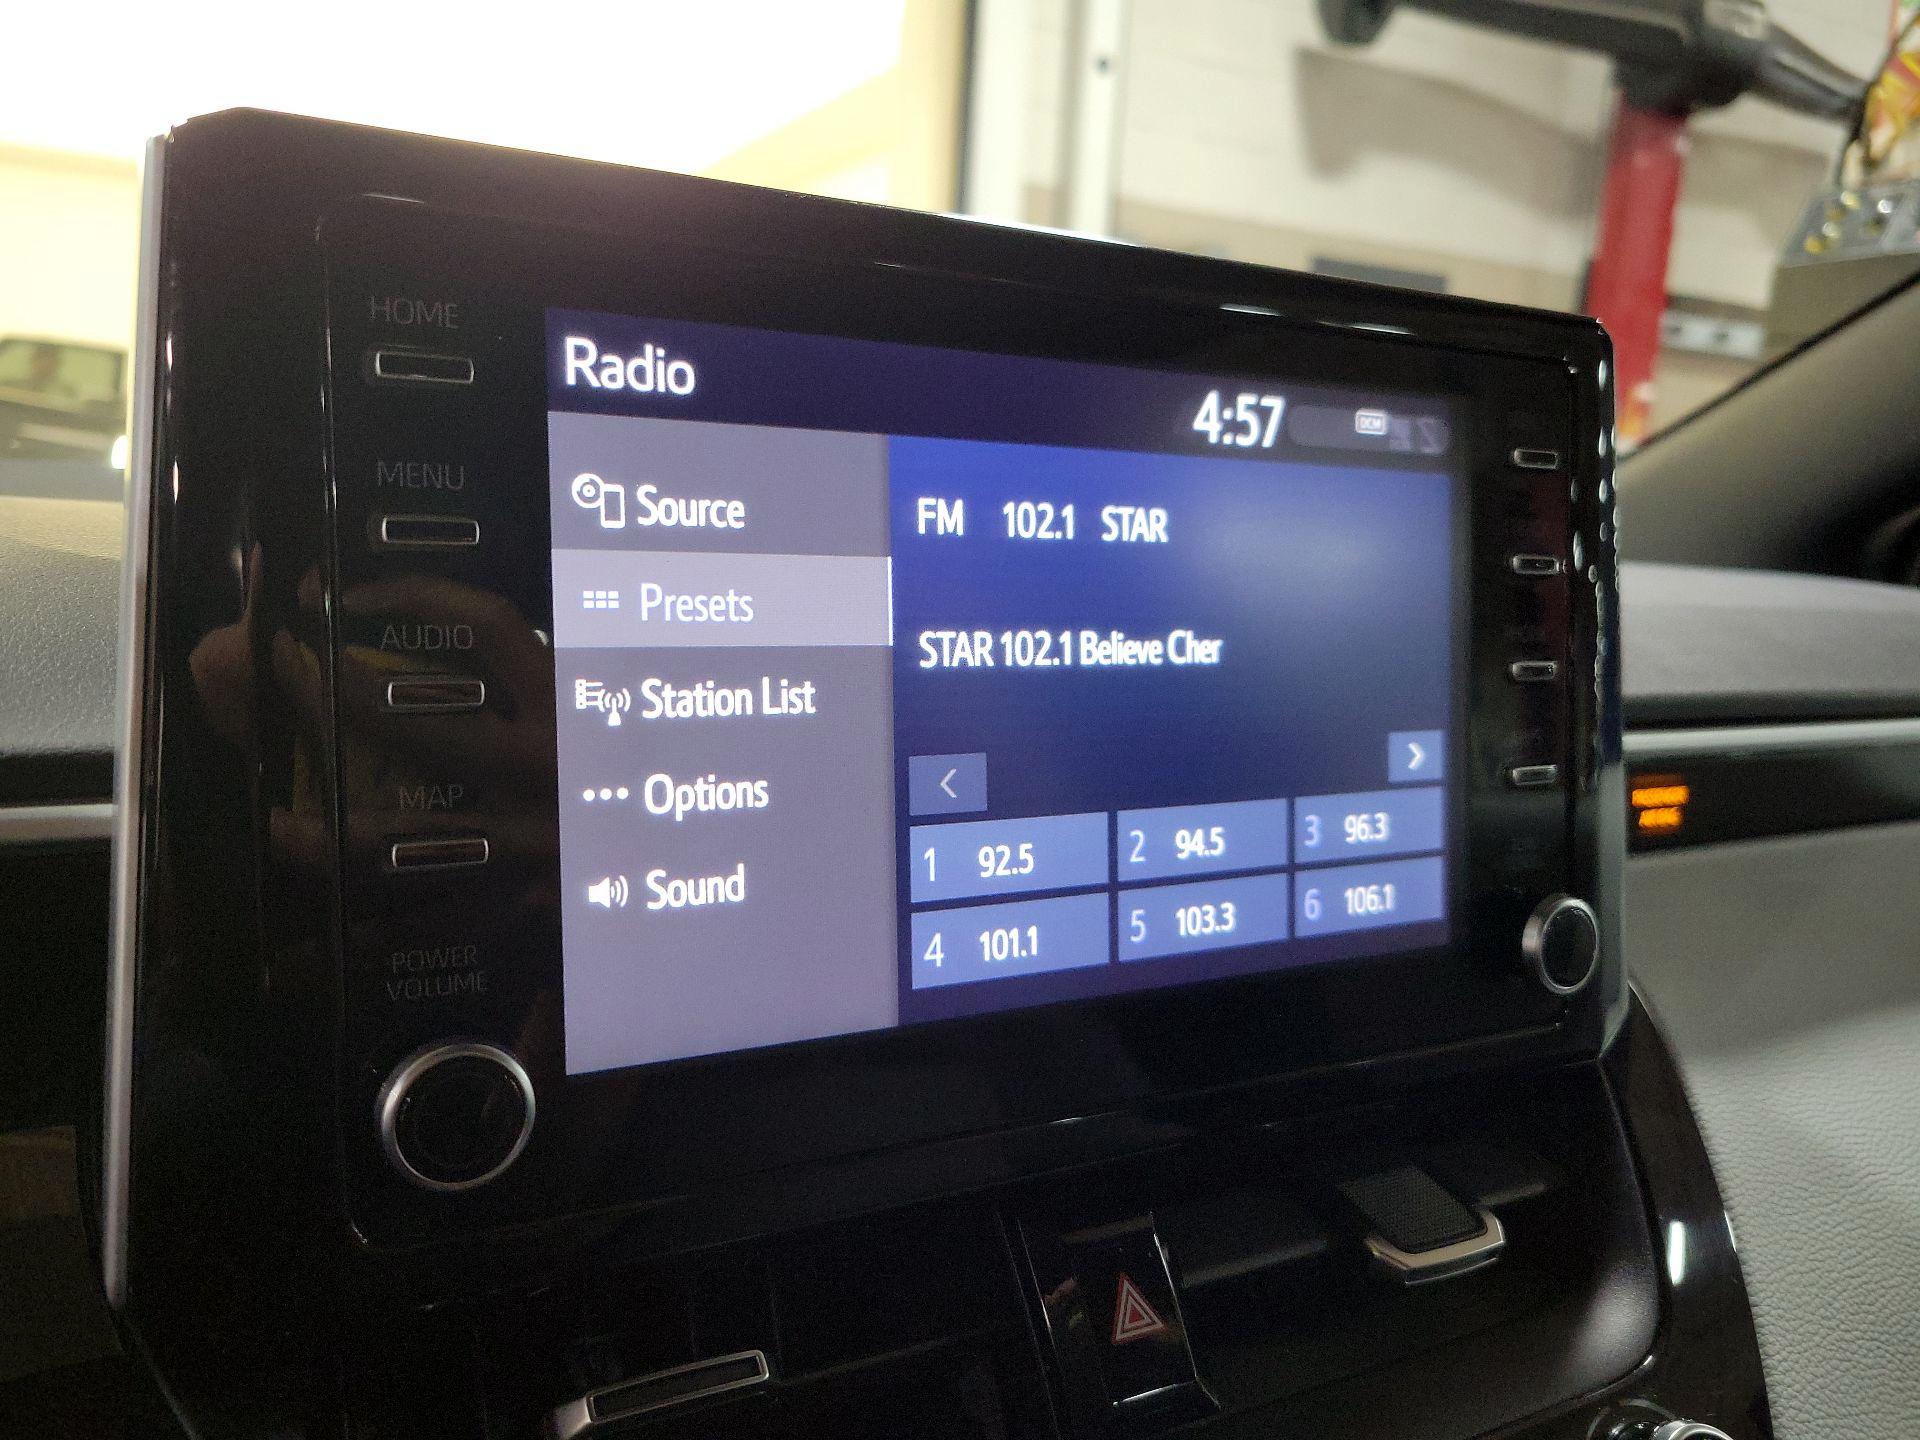 HOME
MENU
AUDIO
MAP
POWER
VOLUME
Radio
4:57
DCM
Source
Presets
Station List
Options
Sound
FM 102.1 STAR
STAR 102.1 Believe Cher
<
>
1 92.5
2 94.5
3 96.3
4 101.1
5 103.3
6 106.1